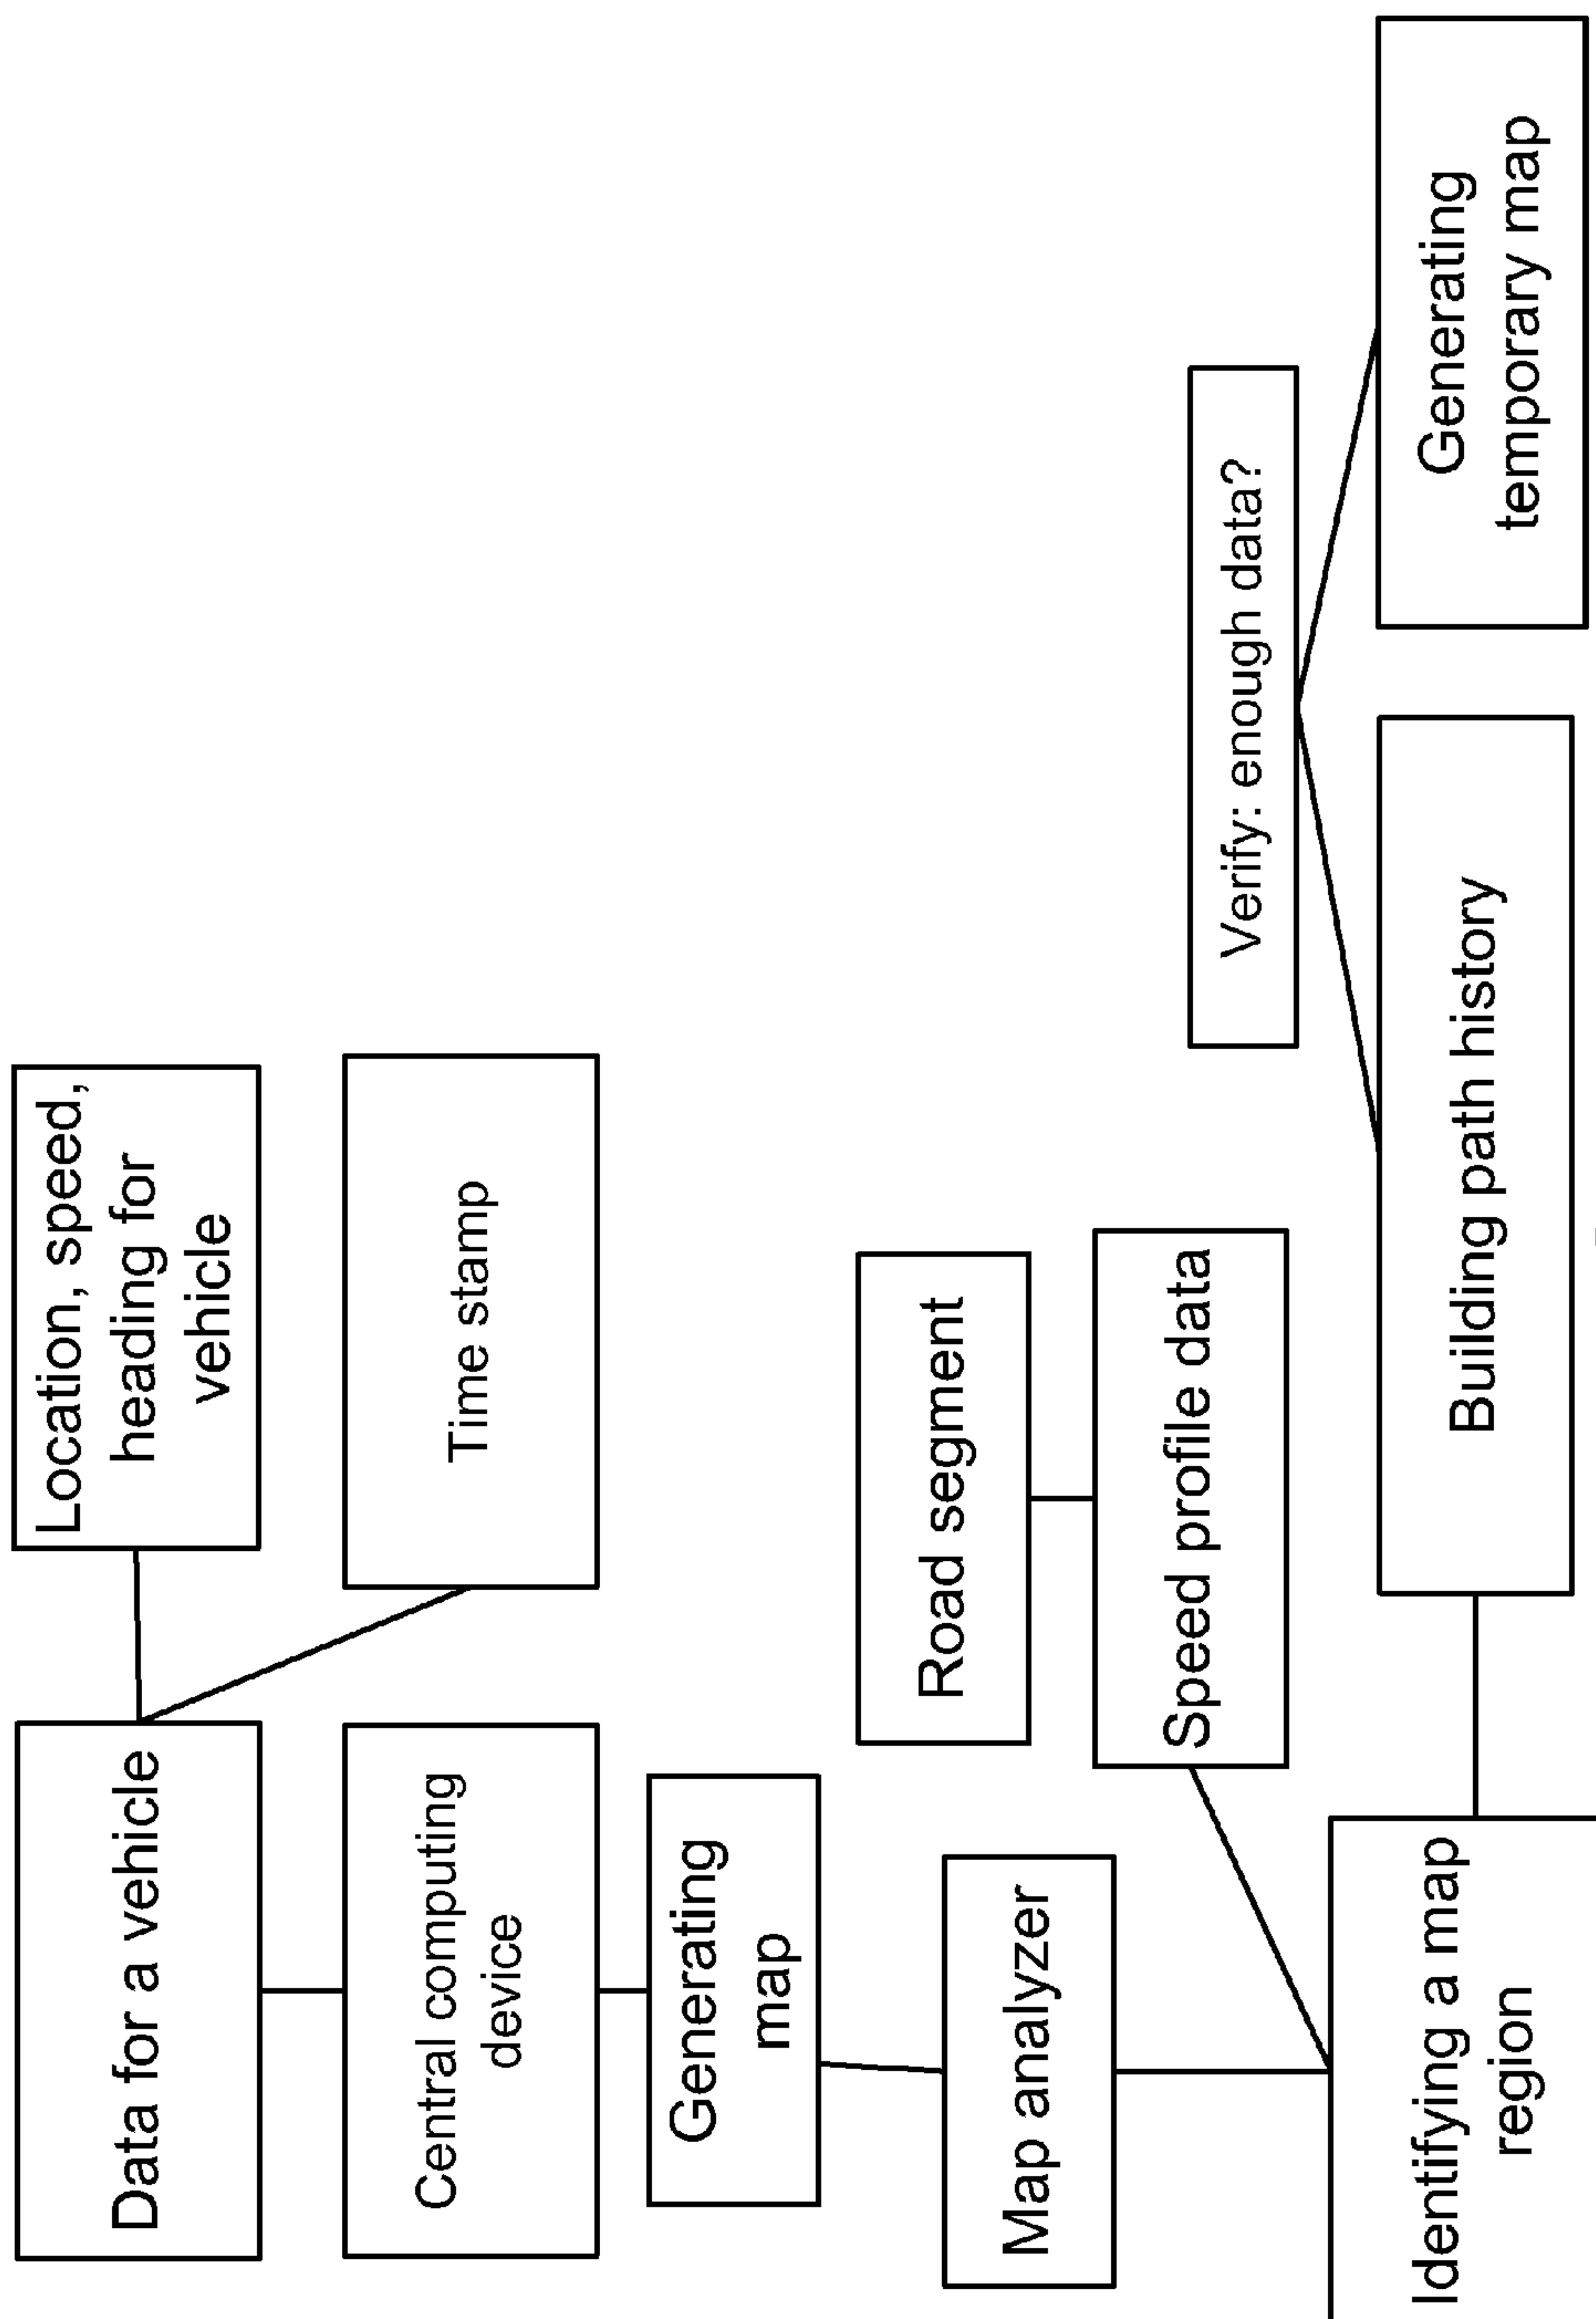 Data for a vehicle
Location, speed,
heading for
vehicle
Central computing
device
Time stamp
Generating
map
Road segment
Map analyzer
Speed profile data
Verify: enough data?
Identifying a map
region
Building path history
Generating
temporary map